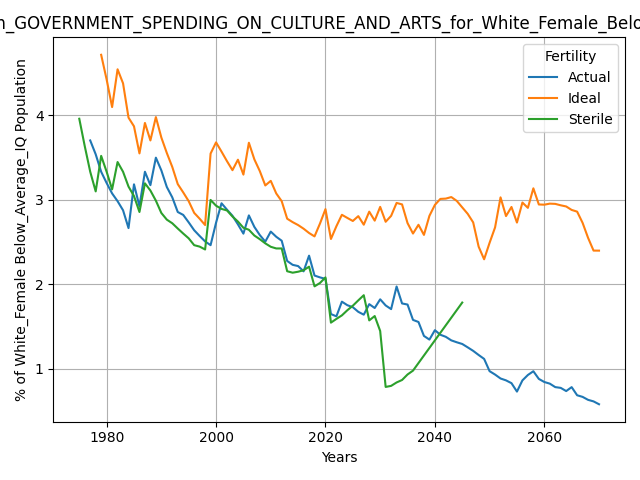 n_GOVERNMENT_SPENDING_ON_CULTURE_AND_ARTS_for_White_Female_Belo
Fertility
Actual
Ideal
Sterile
% of White_Female Below_Average_IQ Population
4
3
2
1
1980 2000 2020 2040 2060
Years